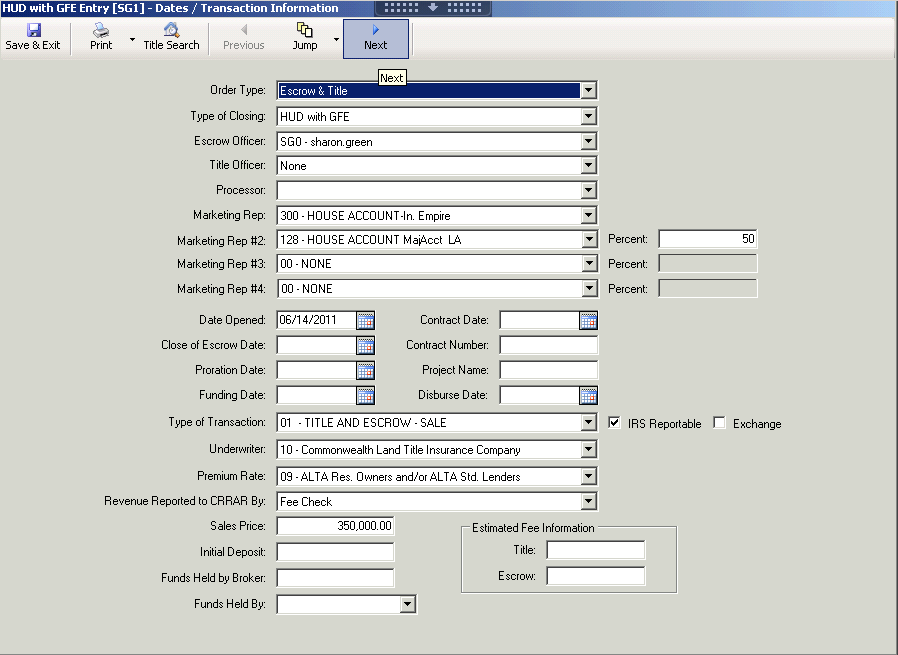 HUD with GFE Entry [SG1] - Dates / Transaction Information
Save & Exit Print Title Search Previous Jump Next
Next
Order Type: Escrow & Title
Type of Closing: HUD with GFE
Escrow Officer: SG0 - sharon.green
Title Officer: None
Processor:
Marketing Rep: 300 - HOUSE ACCOUNT-In. Empire
Marketing Rep #2: 128 - HOUSE ACCOUNT MajAcct LA Percent: 50
Marketing Rep #3: 00 - NONE Percent:
Marketing Rep #4: 00 - NONE Percent:
Date Opened: 06/14/2011 Contract Date:
Close of Escrow Date: Contract Number:
Proration Date: Project Name:
Funding Date: Disburse Date:
Type of Transaction: 01 - TITLE AND ESCROW - SALE IRS Reportable Exchange
Underwriter: 10 - Commonwealth Land Title Insurance Company
Premium Rate: 09 - ALTA Res. Owners and/or ALTA Std. Lenders
Revenue Reported to CRRAR By: Fee Check
Sales Price: 350,000.00 Estimated Fee Information
Initial Deposit: Title:
Funds Held by Broker: Escrow:
Funds Held By: